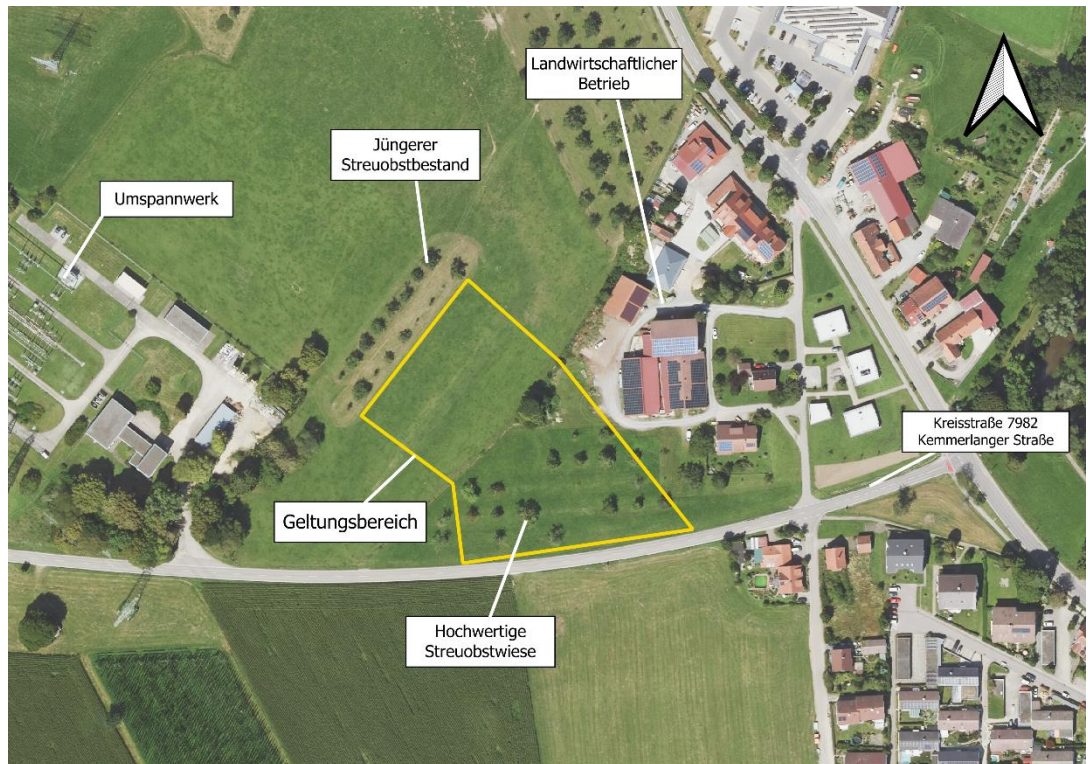 Landwirtschaftlicher
Betrieb
Jüngerer
Streuobstbestand
Umspannwerk
Kreisstraße 7982
Kemmerlanger Straße
Geltungsbereich
Hochwertige
Streuobstwiese